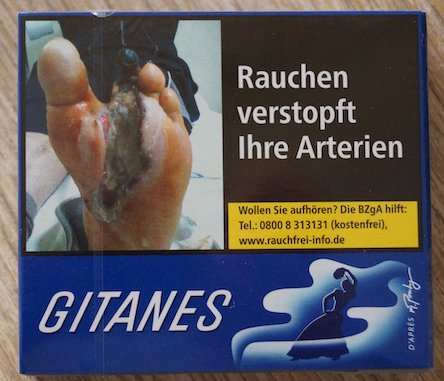 Rauchen
verstopft
Ihre Arterien
Wollen Sie aufhören? Die BZgA hilft:
Tel.: 0800 8 313131 (kostenfrei),
www.rauchfrei-info.de
GITANES
D'APRÈS